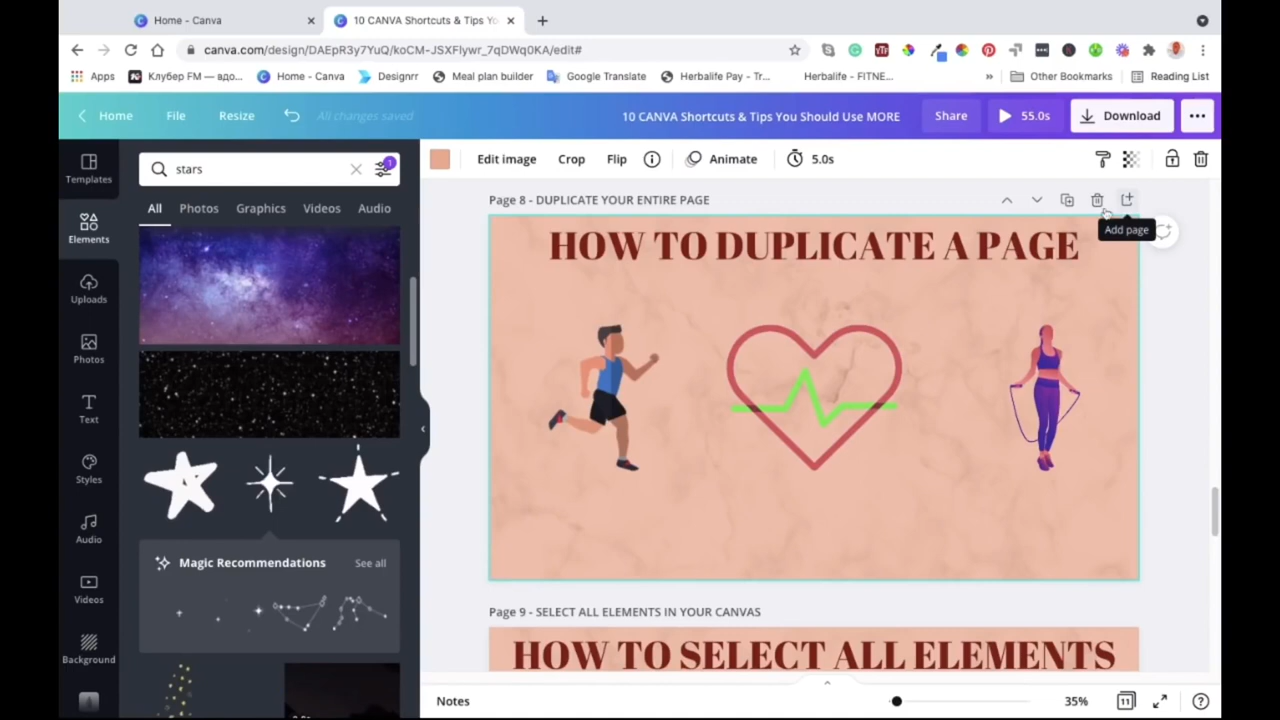 Home - Canva
10 CANVA Shortcuts & Tips Yo
canva.com/design/DAEpR3y7YuQ/koCM-JSXFlywr_7qDWq0KA/edit#
Apps
Клубер FM — вдо...
Home - Canva
Designrr
Meal plan builder
Google Translate
Herbalife Pay - Tr...
Herbalife – FITNE...
»
Other Bookmarks
Reading List
Home
File
Resize
All changes saved
10 CANVA Shortcuts & Tips You Should Use MORE
Share
55.0s
Download
stars
Edit image
Crop
Flip
Animate
5.0s
All
Photos
Graphics
Videos
Audio
Templates
Elements
Uploads
Photos
Text
Styles
Audio
Videos
Background
Magic Recommendations
See all
Page 8 - DUPLICATE YOUR ENTIRE PAGE
Add page
HOW TO DUPLICATE A PAGE
Page 9 - SELECT ALL ELEMENTS IN YOUR CANVAS
HOW TO SELECT ALL ELEMENTS
Notes
35%
11